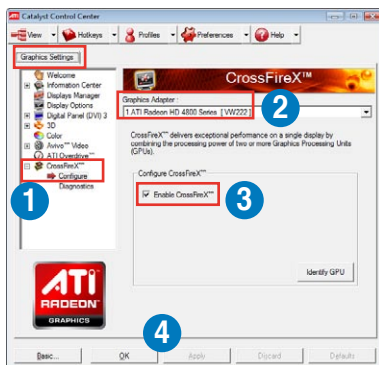 Catalyst Control Center
View Hotkeys Profiles Preferences Help
Graphics Settings
Welcome
Information Center
Displays Manager
Display Options
Digital Panel (DVI) 3
3D
Color
Avivo™ Video
ATI Overdrive™
CrossFireX™
Configure
Diagnostics
1
ATI
RADEON
GRAPHICS
CrossFireX™
Graphics Adapter :
1.ATI Radeon HD 4800 Series [ VW222 ]
2
CrossFireX™ delivers exceptional performance on a single display by
combining the processing power of two or more Graphics Processing Units
(GPUs).
Configure CrossFireX™
Enable CrossFireX™
3
Identify GPU
4
Basic... OK Apply Discard Defaults